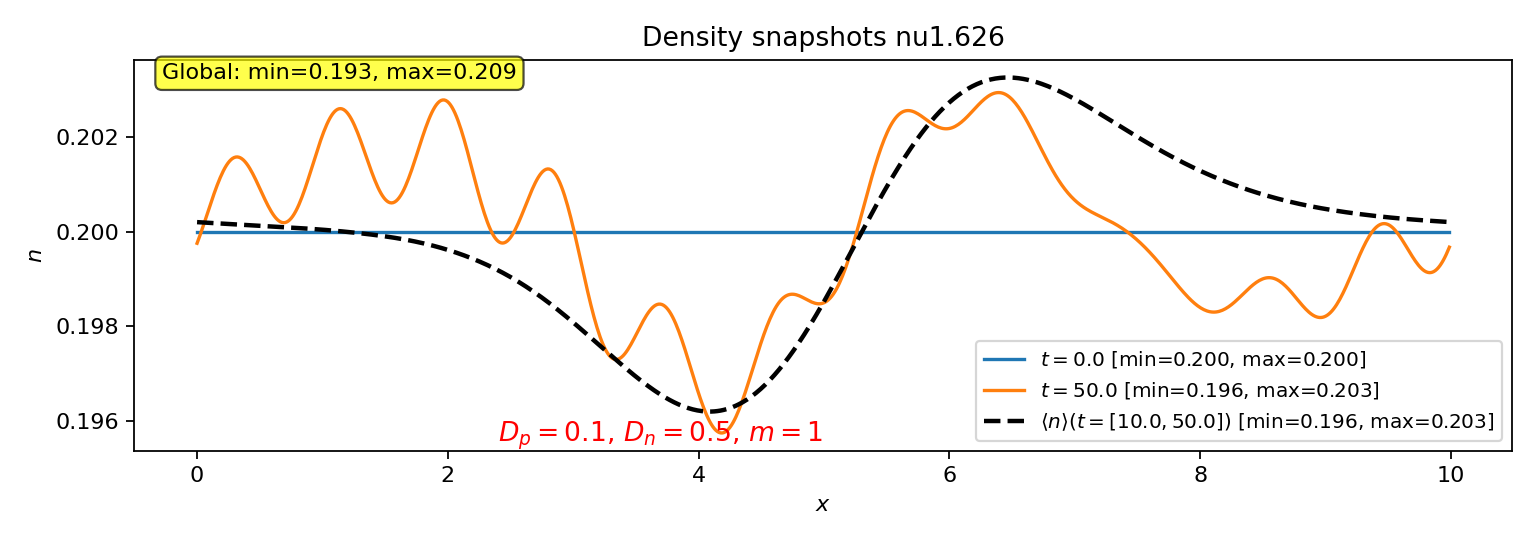 Density snapshots nu1.626
Global: min=0.193, max=0.209
n
0.202
0.200
0.198
0.196
t = 0.0 [min=0.200, max=0.200]
t = 50.0 [min=0.196, max=0.203]
⟨n⟩(t = [10.0, 50.0]) [min=0.196, max=0.203]
D_p = 0.1, D_n = 0.5, m = 1
0 2 4 6 8 10
x